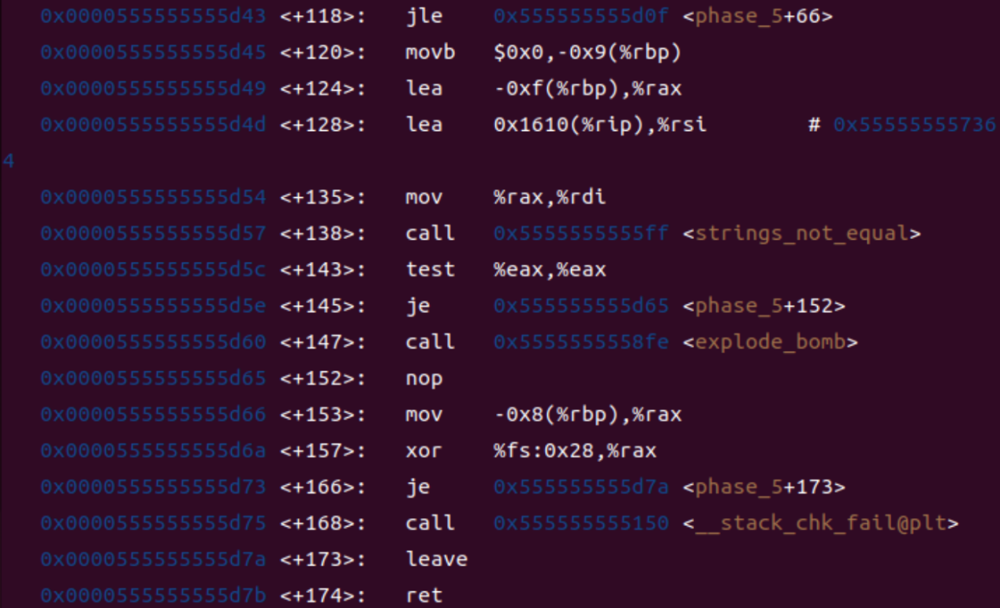 0x0000555555555d43 <+118>: jle 0x555555555d0f <phase_5+66>
0x0000555555555d45 <+120>: movb $0x0,-0x9(%rbp)
0x0000555555555d49 <+124>: lea -0xf(%rbp),%rax
0x0000555555555d4d <+128>: lea 0x1610(%rip),%rsi # 0x55555555736
4
0x0000555555555d54 <+135>: mov %rax,%rdi
0x0000555555555d57 <+138>: call 0x5555555555ff <strings_not_equal>
0x0000555555555d5c <+143>: test %eax,%eax
0x0000555555555d5e <+145>: je 0x555555555d65 <phase_5+152>
0x0000555555555d60 <+147>: call 0x5555555558fe <explode_bomb>
0x0000555555555d65 <+152>: nop
0x0000555555555d66 <+153>: mov -0x8(%rbp),%rax
0x0000555555555d6a <+157>: xor %fs:0x28,%rax
0x0000555555555d73 <+166>: je 0x555555555d7a <phase_5+173>
0x0000555555555d75 <+168>: call 0x555555555150 <__stack_chk_fail@plt>
0x0000555555555d7a <+173>: leave
0x0000555555555d7b <+174>: ret